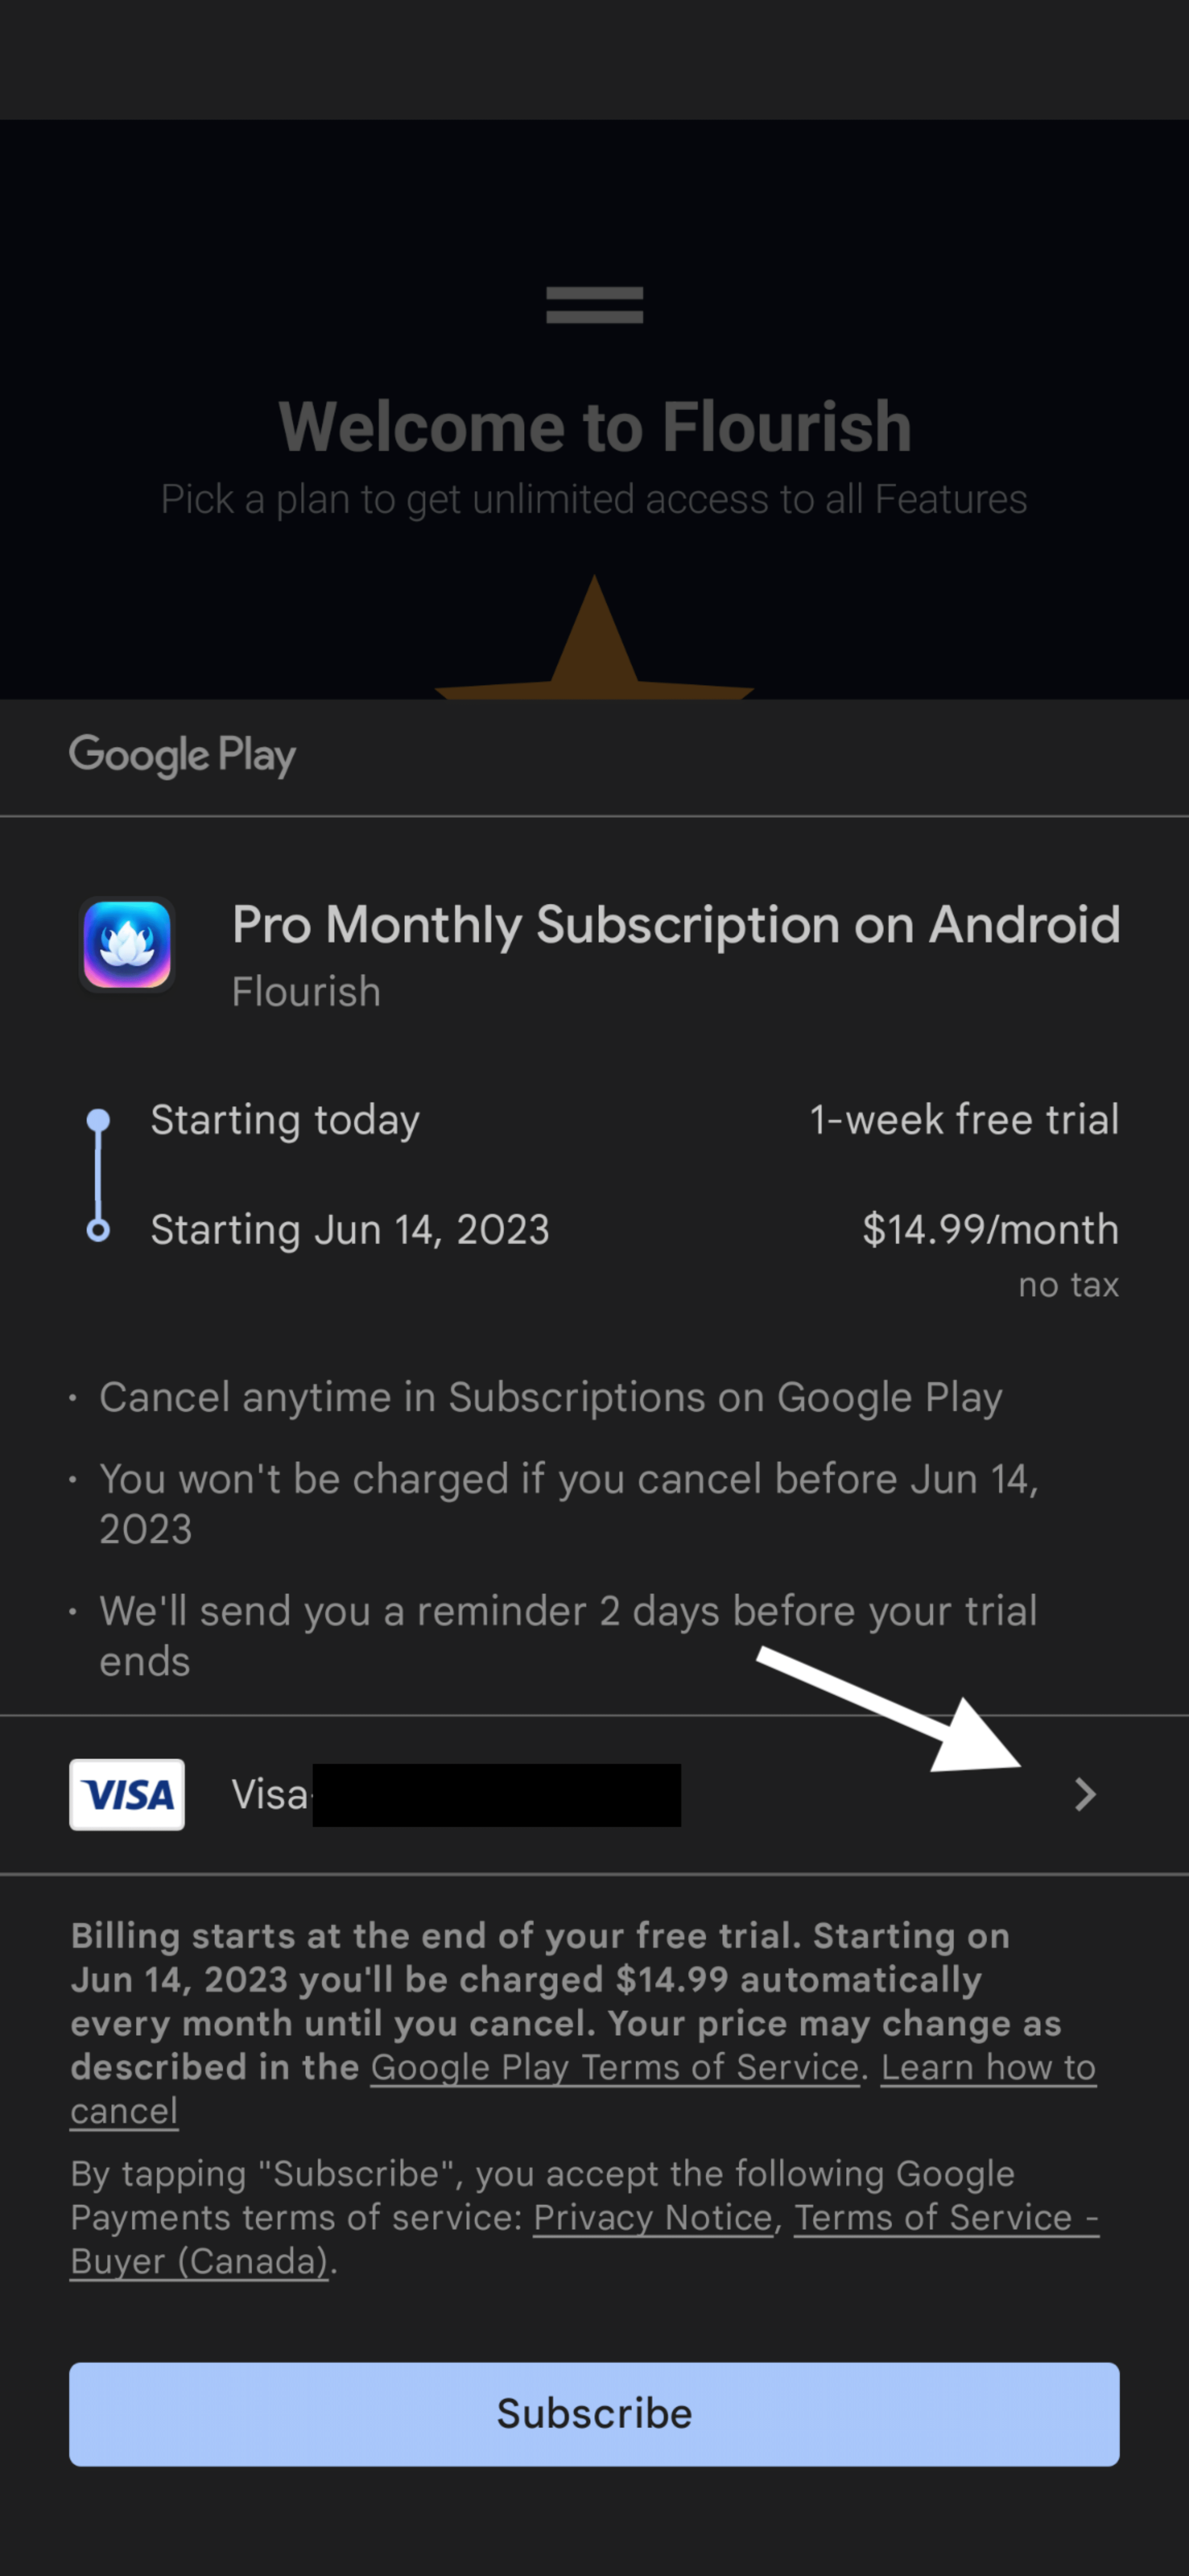 Welcome to Flourish
Pick a plan to get unlimited access to all Features
Google Play
Pro Monthly Subscription on Android
Flourish
Starting today
1-week free trial
Starting Jun 14, 2023
$14.99/month
no tax
• Cancel anytime in Subscriptions on Google Play
• You won't be charged if you cancel before Jun 14,
2023
• We'll send you a reminder 2 days before your trial
ends
VISA
Visa-
Billing starts at the end of your free trial. Starting on
Jun 14, 2023 you'll be charged $14.99 automatically
every month until you cancel. Your price may change as
described in the Google Play Terms of Service. Learn how to
cancel
By tapping "Subscribe", you accept the following Google
Payments terms of service: Privacy Notice, Terms of Service -
Buyer (Canada).
Subscribe